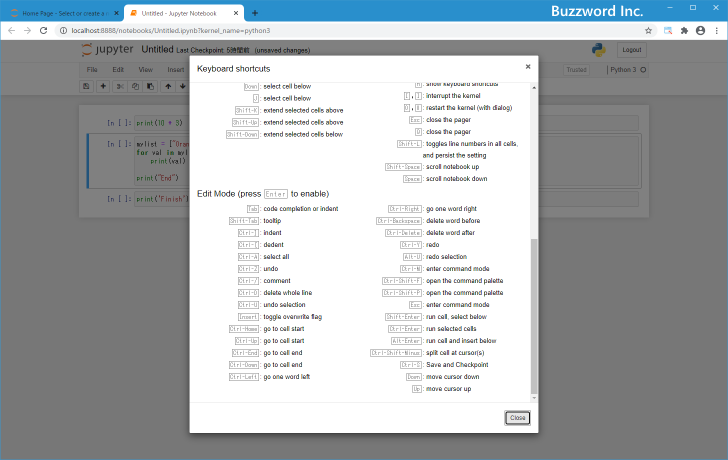 Buzzword Inc.
Home Page - Select or create a
Untitled - Jupyter Notebook
localhost:8888/notebooks/Untitled.ipynb?kernel_name=python3
jupyter Untitled Last Checkpoint: 5時間前 (unsaved changes)
Logout
File Edit View Insert
Trusted
Python 3
Keyboard shortcuts
Down: select cell below
J: select cell below
Shift-K: extend selected cells above
Shift-Up: extend selected cells above
Shift-Down: extend selected cells below
H: show keyboard shortcuts
I,I: interrupt the kernel
0,0: restart the kernel (with dialog)
Esc: close the pager
Q: close the pager
Shift-L: toggles line numbers in all cells,
and persist the setting
Shift-Space: scroll notebook up
Space: scroll notebook down
Edit Mode (press Enter to enable)
Tab: code completion or indent
Shift-Tab: tooltip
Ctrl-]: indent
Ctrl-[: dedent
Ctrl-A: select all
Ctrl-Z: undo
Ctrl-/: comment
Ctrl-D: delete whole line
Ctrl-U: undo selection
Insert: toggle overwrite flag
Ctrl-Home: go to cell start
Ctrl-Up: go to cell start
Ctrl-End: go to cell end
Ctrl-Down: go to cell end
Ctrl-Left: go one word left
Ctrl-Right: go one word right
Ctrl-Backspace: delete word before
Ctrl-Delete: delete word after
Ctrl-Y: redo
Alt-U: redo selection
Ctrl-M: enter command mode
Ctrl-Shift-F: open the command palette
Ctrl-Shift-P: open the command palette
Esc: enter command mode
Shift-Enter: run cell, select below
Ctrl-Enter: run selected cells
Alt-Enter: run cell and insert below
Ctrl-Shift-Minus: split cell at cursor(s)
Ctrl-S: Save and Checkpoint
Down: move cursor down
Up: move cursor up
Close
In [ ]: print(10 + 3)
In [ ]: mylist = ["Oran
for val in myl
print(val)
print("End")
In [ ]: print("Finish")